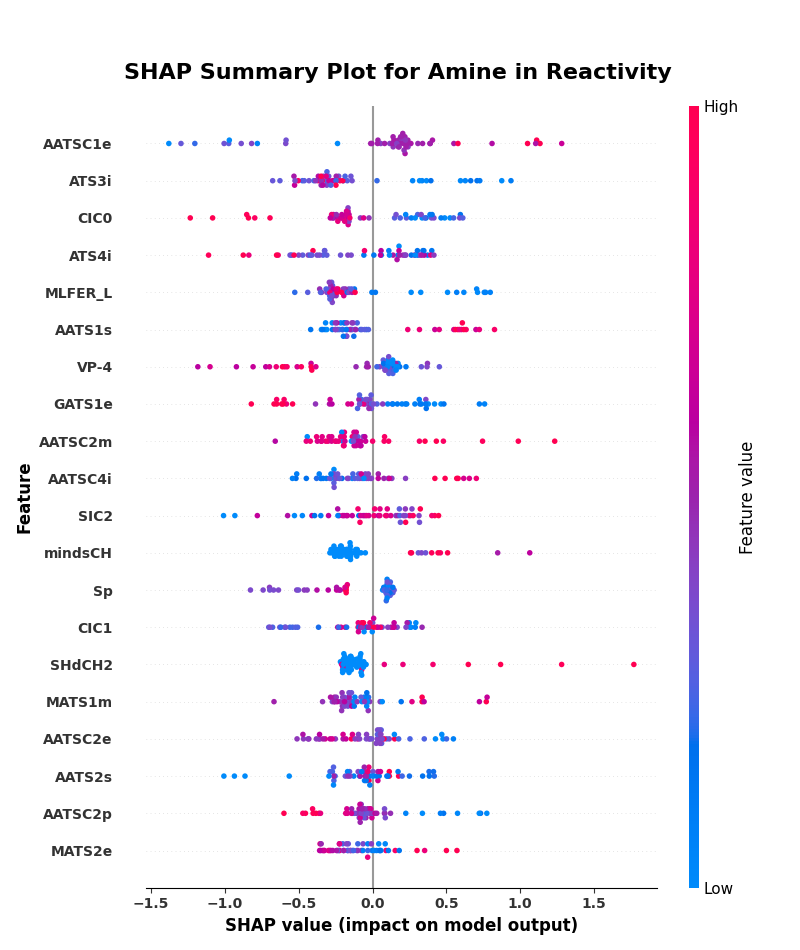 SHAP Summary Plot for Amine in Reactivity
High
AATSC1e
ATS3i
CIC0
ATS4i
MLFER_L
AATS1s
VP-4
GATS1e
AATSC2m
AATSC4i
SIC2
mindsCH
Sp
CIC1
SHdCH2
MATS1m
AATSC2e
AATS2s
AATSC2p
MATS2e
Feature
Feature value
Low
−1.5 −1.0 −0.5 0.0 0.5 1.0 1.5
SHAP value (impact on model output)